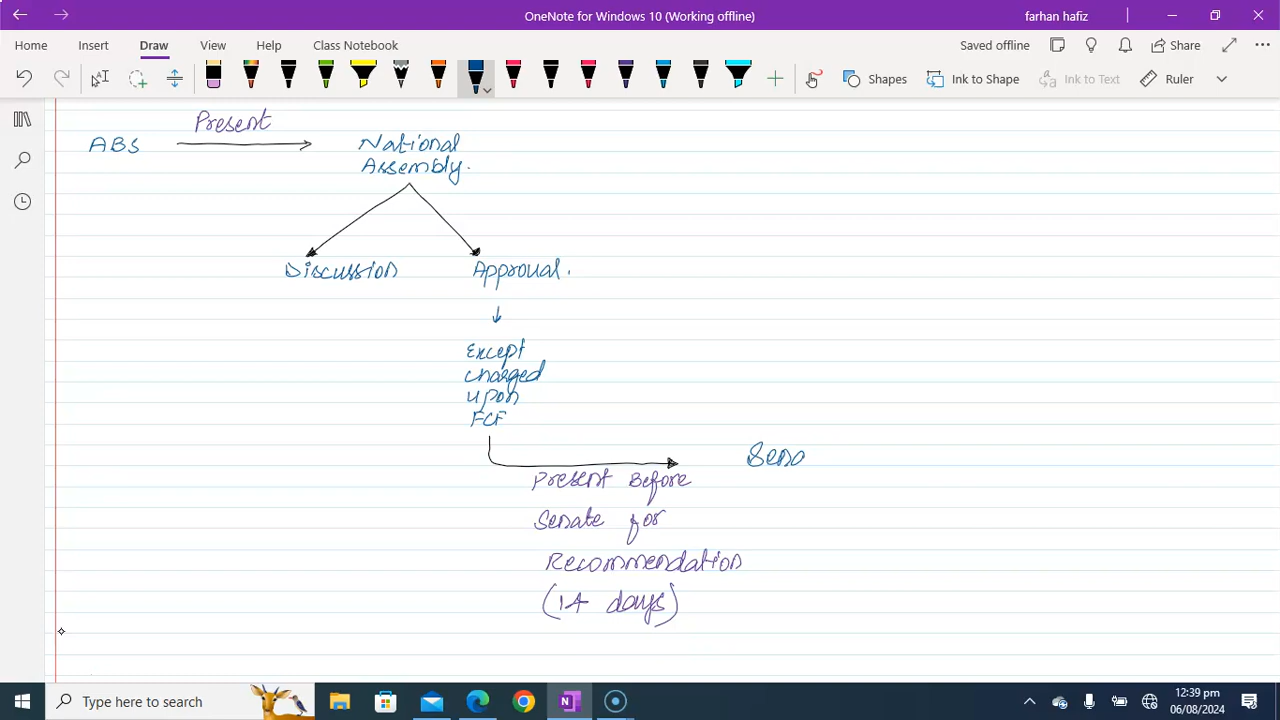 OneNote for Windows 10 (Working offline)
farhan hafiz
Home
Insert
Draw
View
Help
Class Notebook
Saved offline
Share
Shapes
Ink to Shape
Ink to Text
Ruler
Present
ABS
National
Assembly.
Discussion
Approval.
Except
charged
upon
FCF
Sena
Present Before
Senate for
Recommendation
(14 days)
Type here to search
12:39 pm
06/08/2024